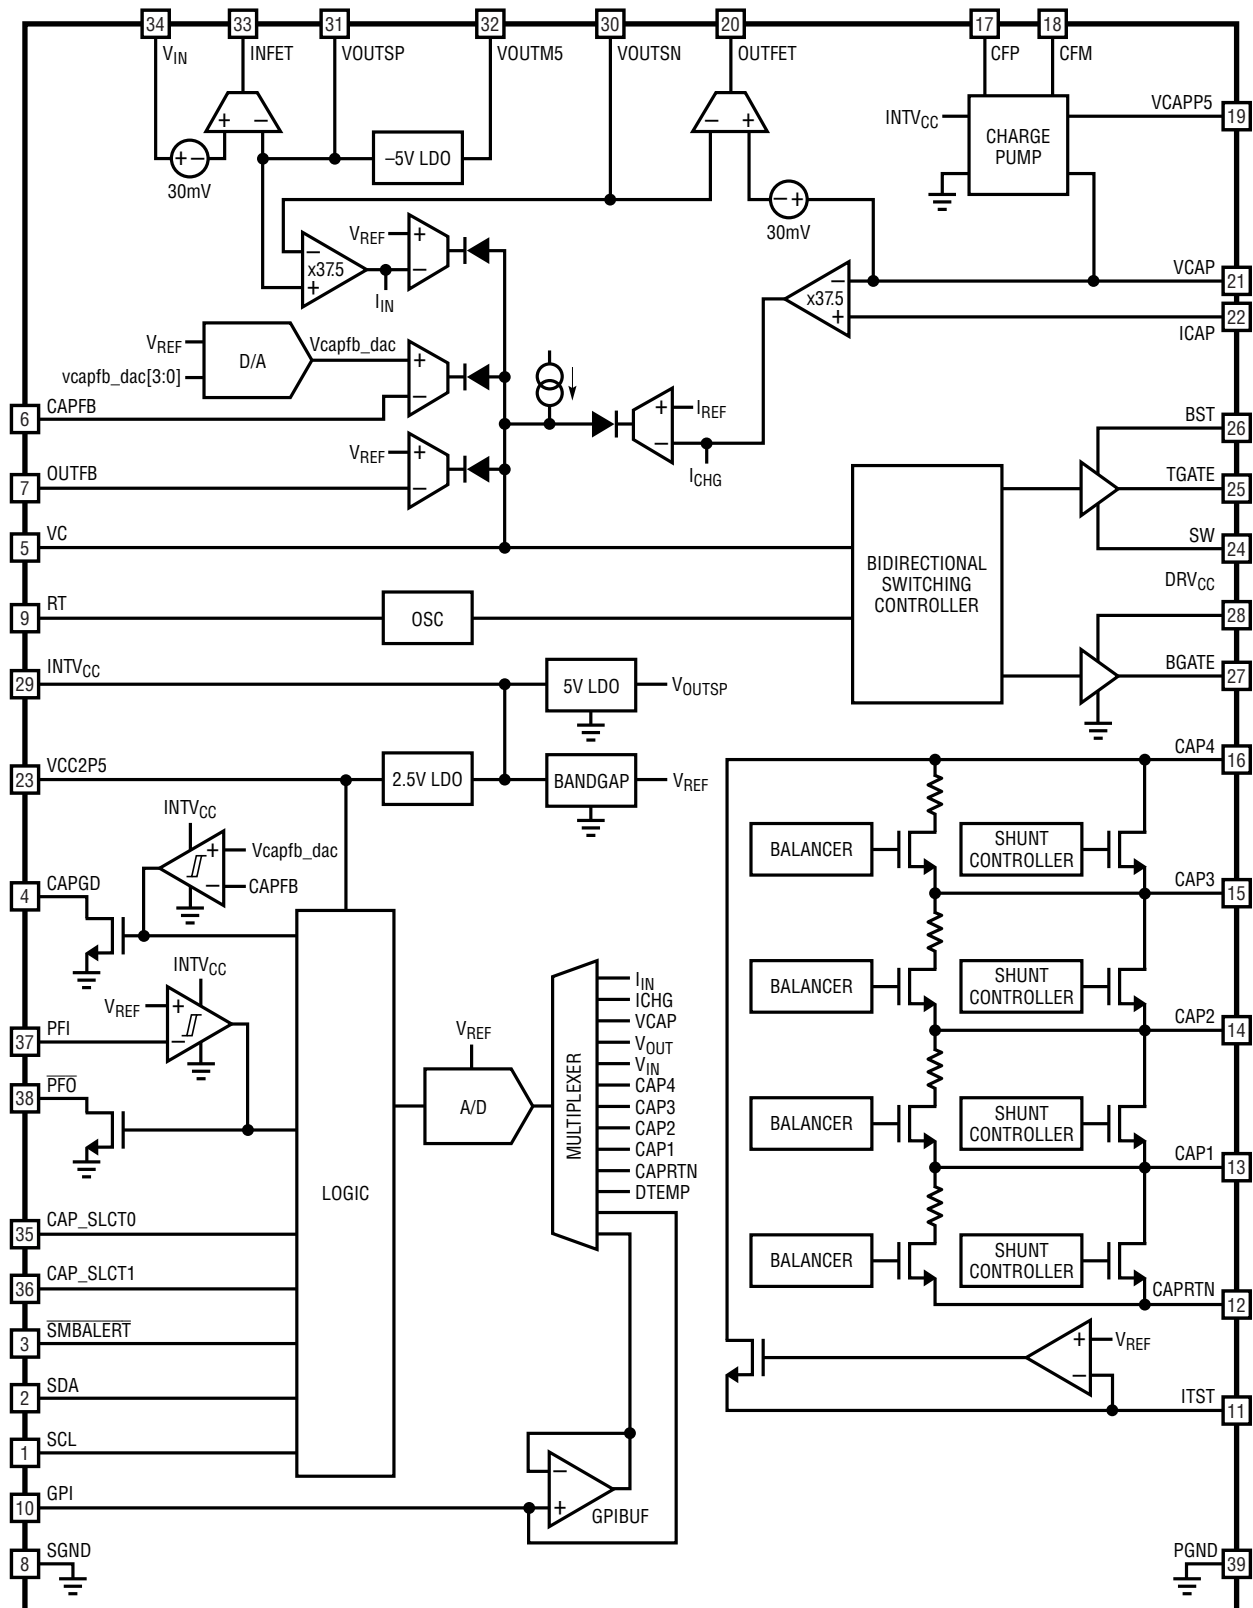 34 33 31 32 30 20 17 18
VIN INFET VOUTSP VOUTM5 VOUTSN OUTFET CFP CFM
VCAPP5
19
INTVCC
CHARGE
PUMP
+ −
− +
+ −
30mV
−5V LDO
− +
30mV
VREF
+
−
−
x37.5
+
IIN
VCAP
21
−
x37.5
+
22
ICAP
VREF
vcapfb_dac[3:0]
D/A
Vcapfb_dac
+
−
CAPFB
6
+
−
IREF
ICHG
BST
26
VREF
+
−
OUTFB
7
TGATE
25
VC
5
SW
24
BIDIRECTIONAL
SWITCHING
CONTROLLER
DRVCC
28
RT
9
OSC
BGATE
27
INTVCC
29
5V LDO
VOUTSP
VCC2P5
23
2.5V LDO
BANDGAP
VREF
CAP4
16
INTVCC
+
−
Vcapfb_dac
CAPFB
CAPGD
4
BALANCER
SHUNT
CONTROLLER
CAP3
15
INTVCC
VREF
+
−
PFI
37
PFO
38
BALANCER
SHUNT
CONTROLLER
CAP2
14
LOGIC
VREF
A/D
MULTIPLEXER
IIN
ICHG
VCAP
VOUT
VIN
CAP4
CAP3
CAP2
CAP1
CAPRTN
DTEMP
BALANCER
SHUNT
CONTROLLER
CAP1
13
CAP_SLCT0
35
CAP_SLCT1
36
BALANCER
SHUNT
CONTROLLER
CAPRTN
12
SMBALERT
3
+
−
VREF
SDA
2
ITST
11
SCL
1
GPI
10
−
+
GPIBUF
SGND
8
PGND
39